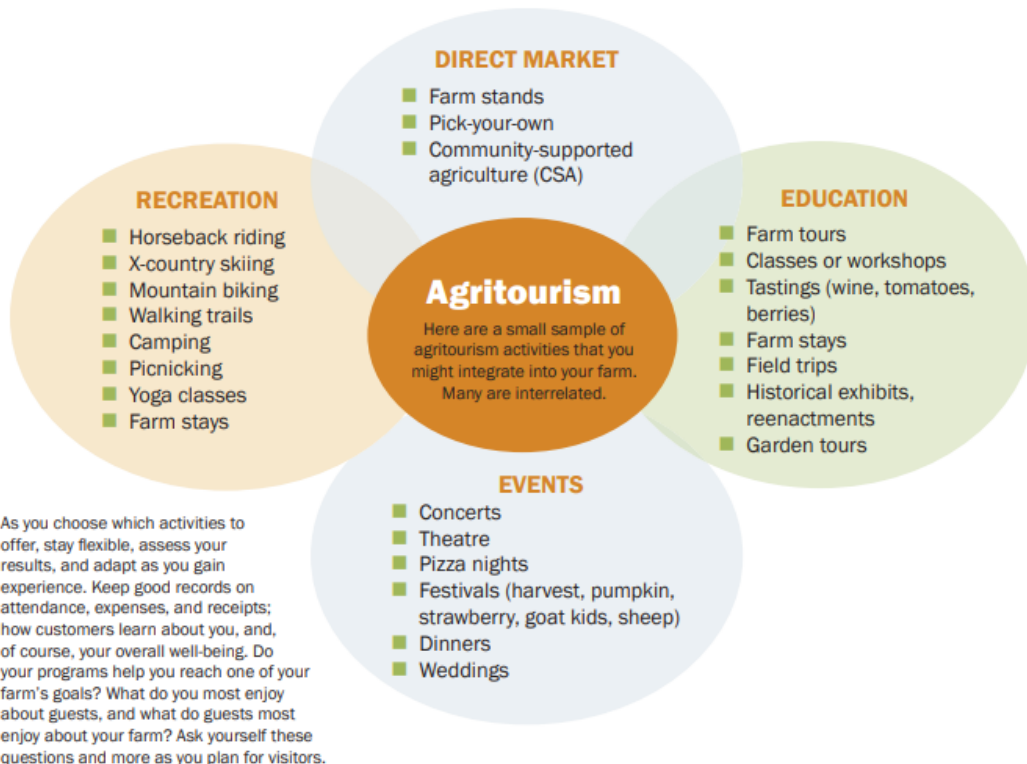 DIRECT MARKET
Farm stands
Pick-your-own
Community-supported
agriculture (CSA)
RECREATION
Horseback riding
X-country skiing
Mountain biking
Walking trails
Camping
Picnicking
Yoga classes
Farm stays
Agritourism
Here are a small sample of
agritourism activities that you
might integrate into your farm.
Many are interrelated.
EDUCATION
Farm tours
Classes or workshops
Tastings (wine, tomatoes,
berries)
Farm stays
Field trips
Historical exhibits,
reenactments
Garden tours
EVENTS
Concerts
Theatre
Pizza nights
Festivals (harvest, pumpkin,
strawberry, goat kids, sheep)
Dinners
Weddings
As you choose which activities to
offer, stay flexible, assess your
results, and adapt as you gain
experience. Keep good records on
attendance, expenses, and receipts;
how customers learn about you, and,
of course, your overall well-being. Do
your programs help you reach one of your
farm's goals? What do you most enjoy
about guests, and what do guests most
enjoy about your farm? Ask yourself these
questions and more as you plan for visitors.